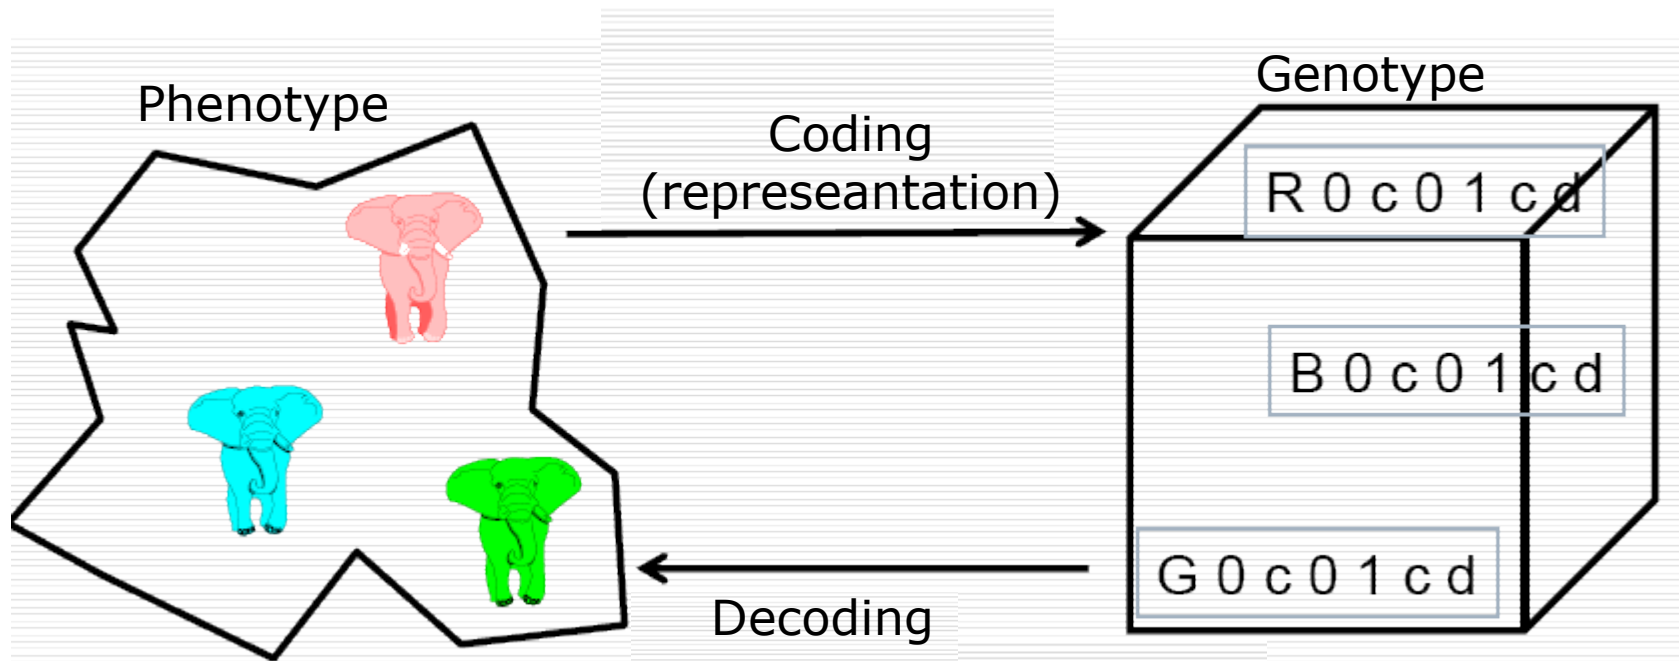 Phenotype
Genotype
Coding
(represeantation)
R 0 c 0 1 c d
B 0 c 0 1 c d
G 0 c 0 1 c d
Decoding